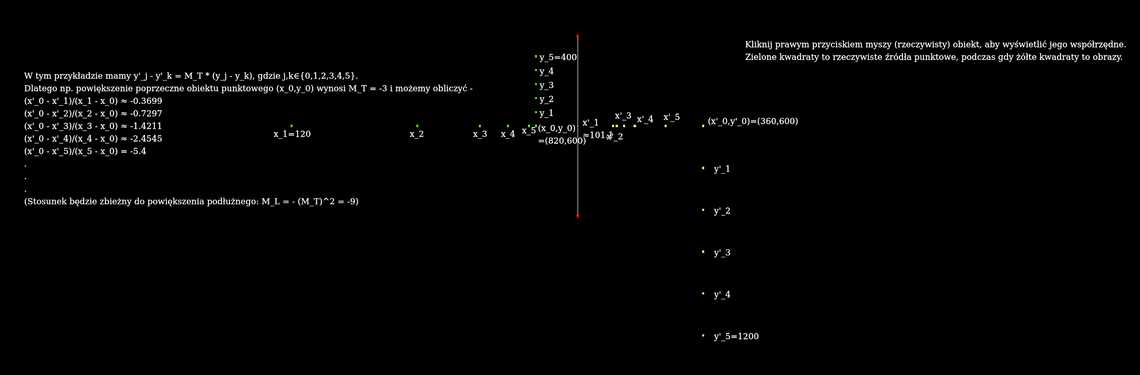 Kliknij prawym przyciskiem myszy (rzeczywisty) obiekt, aby wyświetlić jego współrzędne.
Zielone kwadraty to rzeczywiste źródła punktowe, podczas gdy żółte kwadraty to obrazy.
W tym przykładzie mamy y'_j - y'_k = M_T * (y_j - y_k), gdzie j,k∈{0,1,2,3,4,5}.
Dlatego np. powiększenie poprzeczne obiektu punktowego (x_0,y_0) wynosi M_T = -3 i możemy obliczyć -
(x'_0 - x'_1)/(x_1 - x_0) ≈ -0.3699
(x'_0 - x'_2)/(x_2 - x_0) ≈ -0.7297
(x'_0 - x'_3)/(x_3 - x_0) ≈ -1.4211
(x'_0 - x'_4)/(x_4 - x_0) ≈ -2.4545
(x'_0 - x'_5)/(x_5 - x_0) = -5.4
.
.
.
(Stosunek będzie zbieżny do powiększenia podłużnego: M_L = - (M_T)^2 = -9)
y_5=400
y_4
y_3
y_2
y_1
x_1=120
x_2
x_3
x_4
x_5
(x_0,y_0)
=(820,600)
x'_1
≈101.1
x'_2
x'_3
x'_4
x'_5
(x'_0,y'_0)=(360,600)
y'_1
y'_2
y'_3
y'_4
y'_5=1200